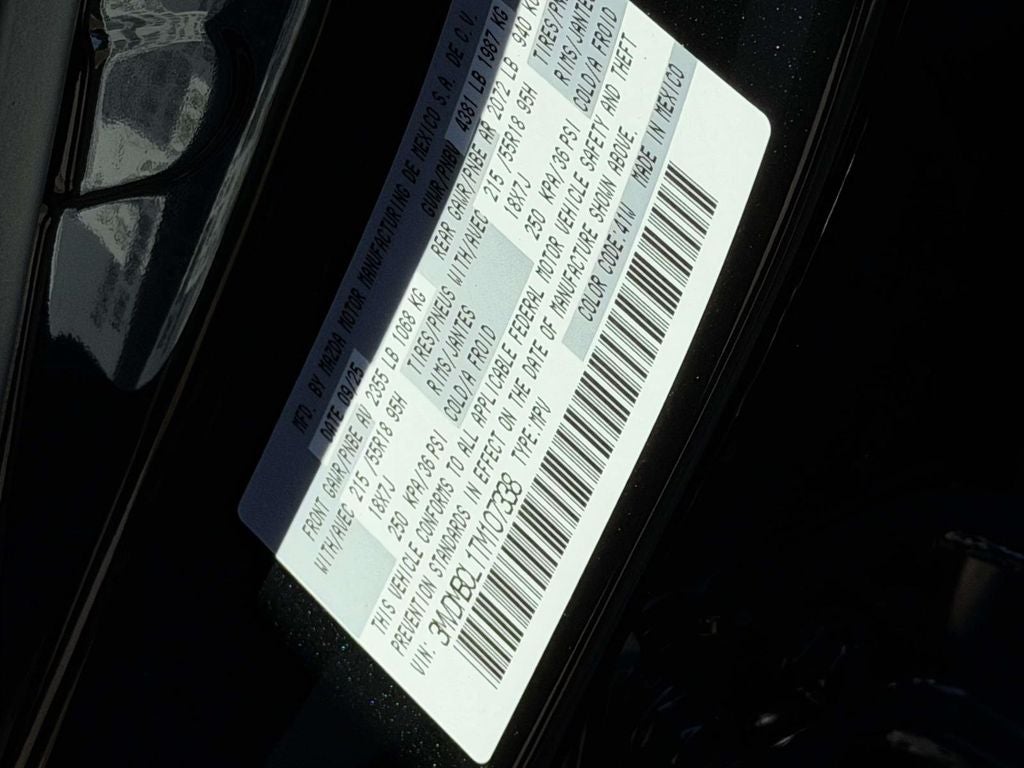 MFD. BY MAZDA MOTOR MANUFACTURING DE MEXICO S.A. DE C.V.
DATE 09/25 GVWR/PNBV 4381 LB 1987 KG
FRONT GAWR/PNBE AV 2355 LB 1068 KG REAR GAWR/PNBE AR 2072 LB 940 KG
WITH/AVEC 215 /55R18 95H TIRES/PNEUS WITH/AVEC 215 /55R18 95H
18X7J RIMS/JANTES 18X7J RIMS/JANTES
250 KPA/36 PSI COLD/A FROID 250 KPA/36 PSI COLD/A FROID
THIS VEHICLE CONFORMS TO ALL APPLICABLE FEDERAL MOTOR VEHICLE SAFETY AND THEFT
PREVENTION STANDARDS IN EFFECT ON THE DATE OF MANUFACTURE SHOWN ABOVE.
VIN: TYPE:MPV COLOR CODE:41W MADE IN MEXICO